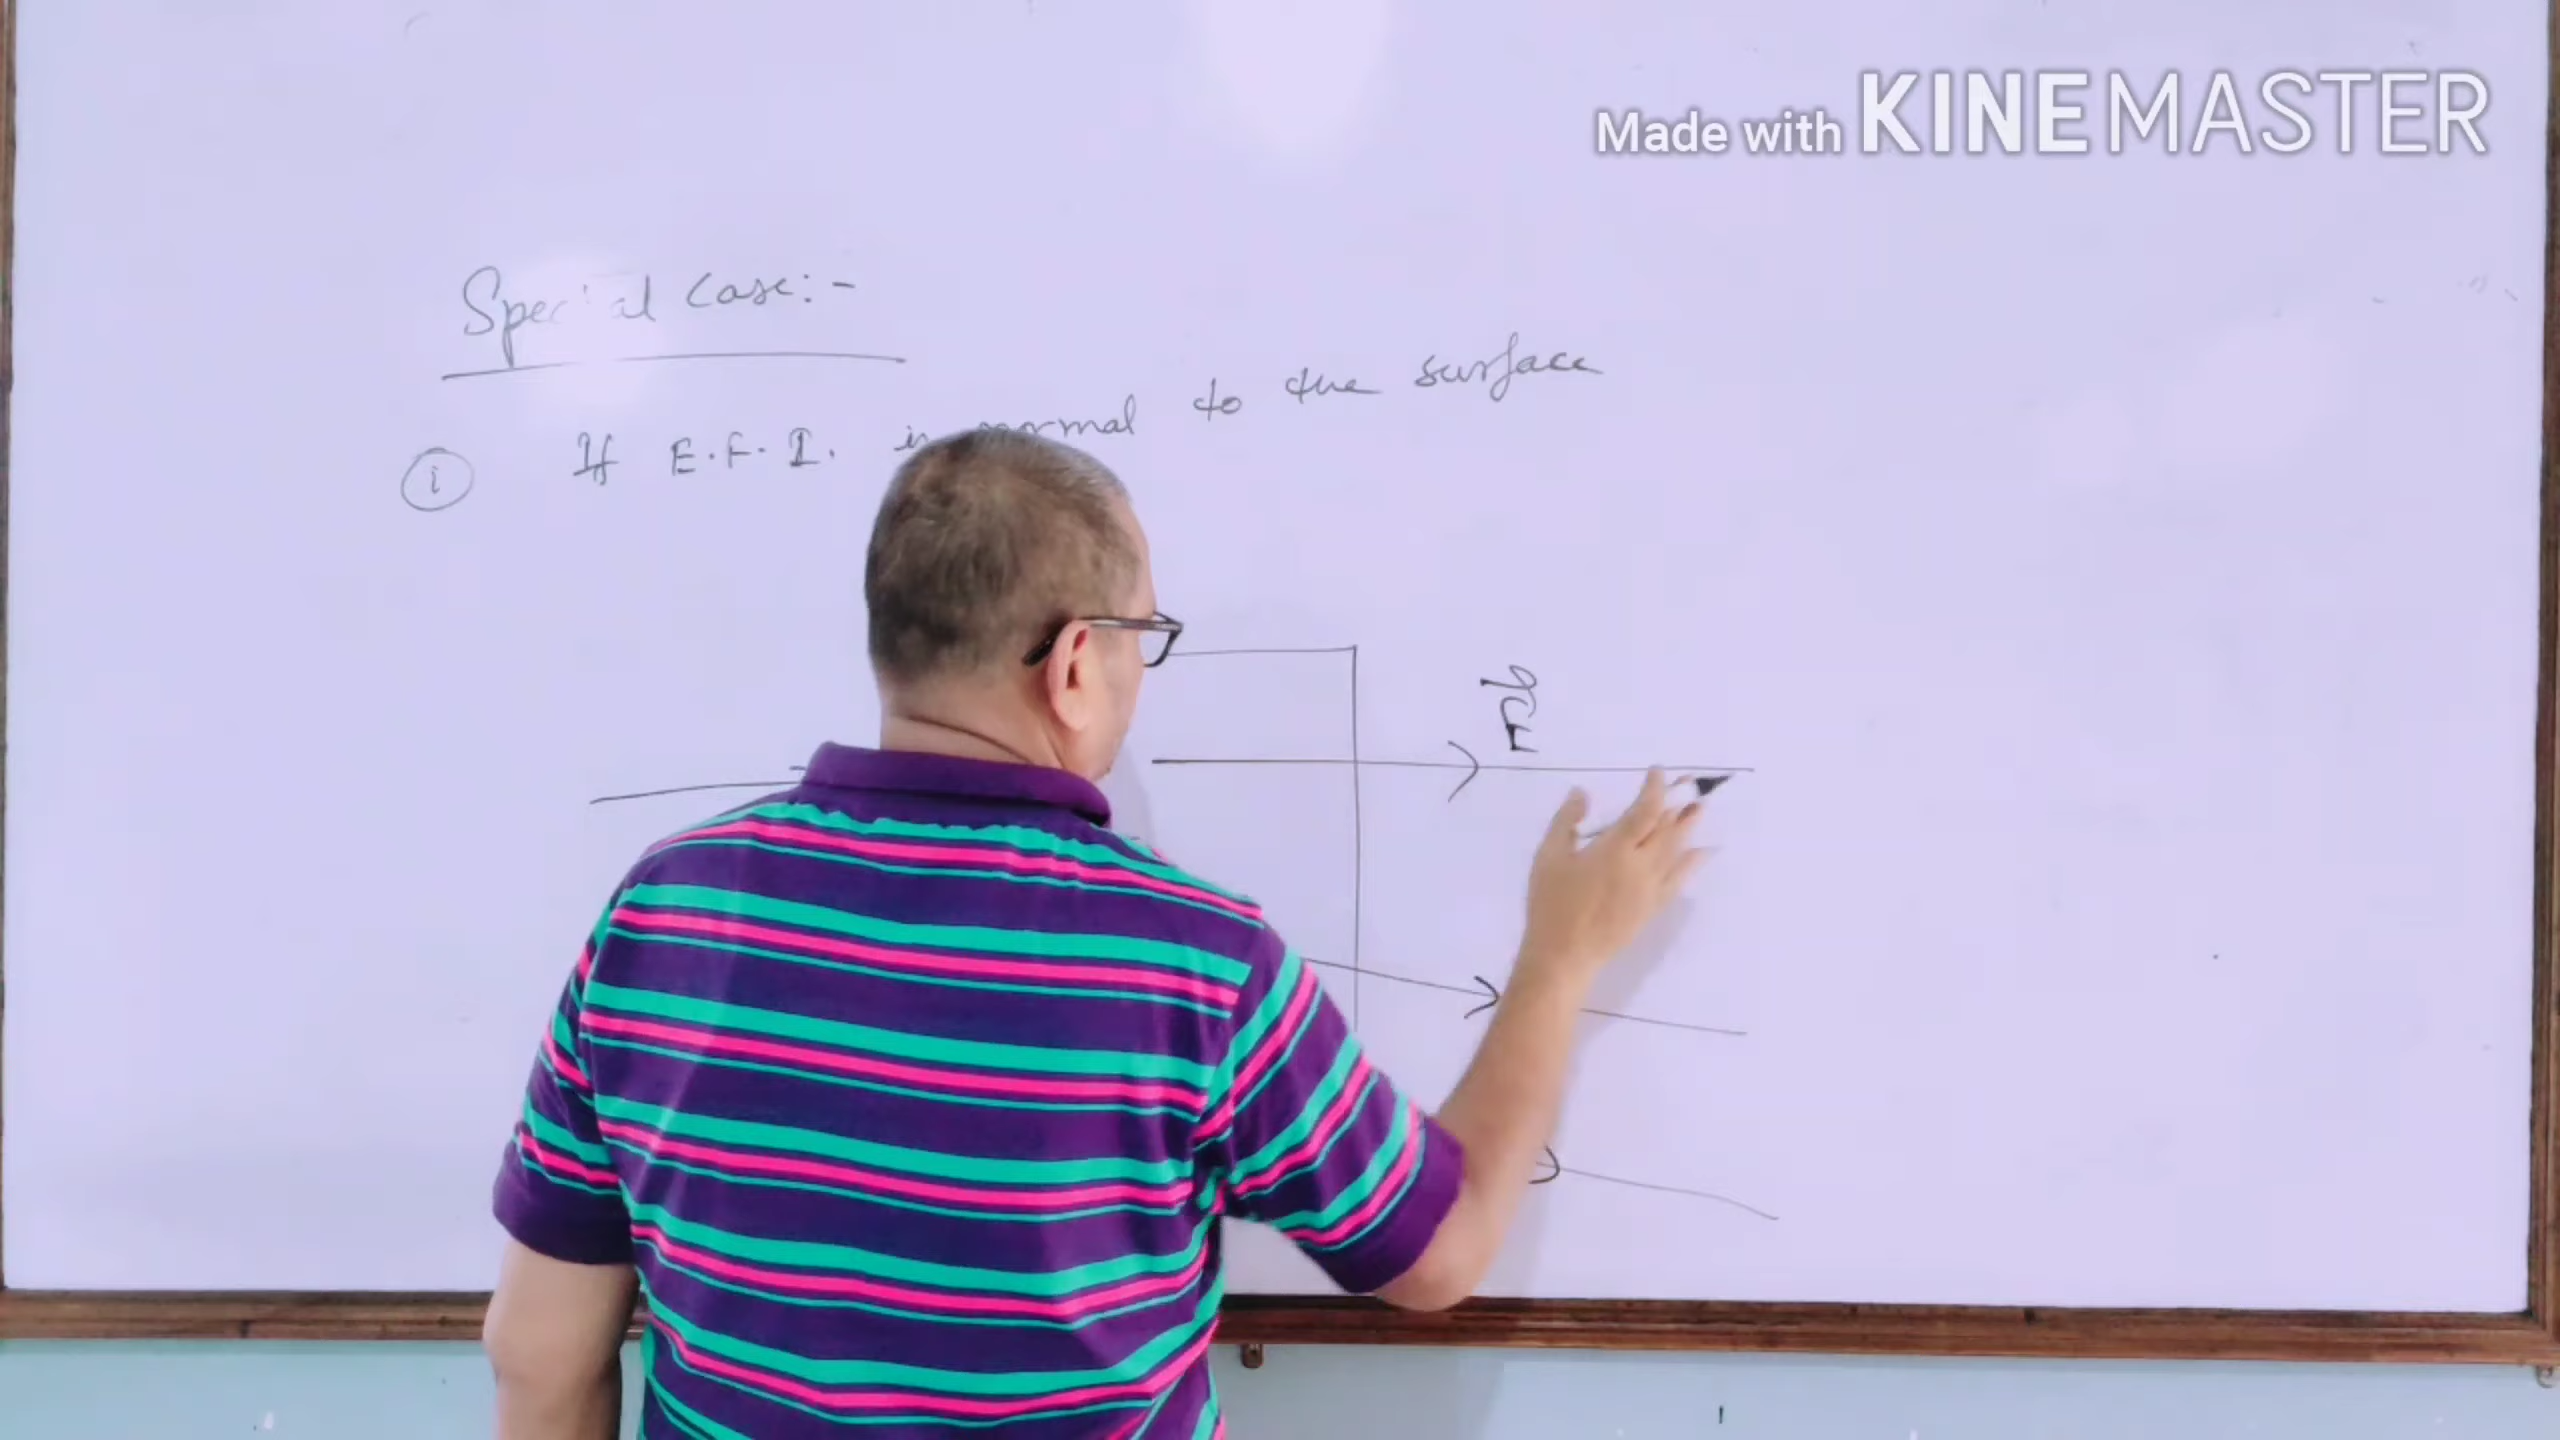 Made with KINEMASTER
Special Case:-
i If E.F.I. is normal to the surface